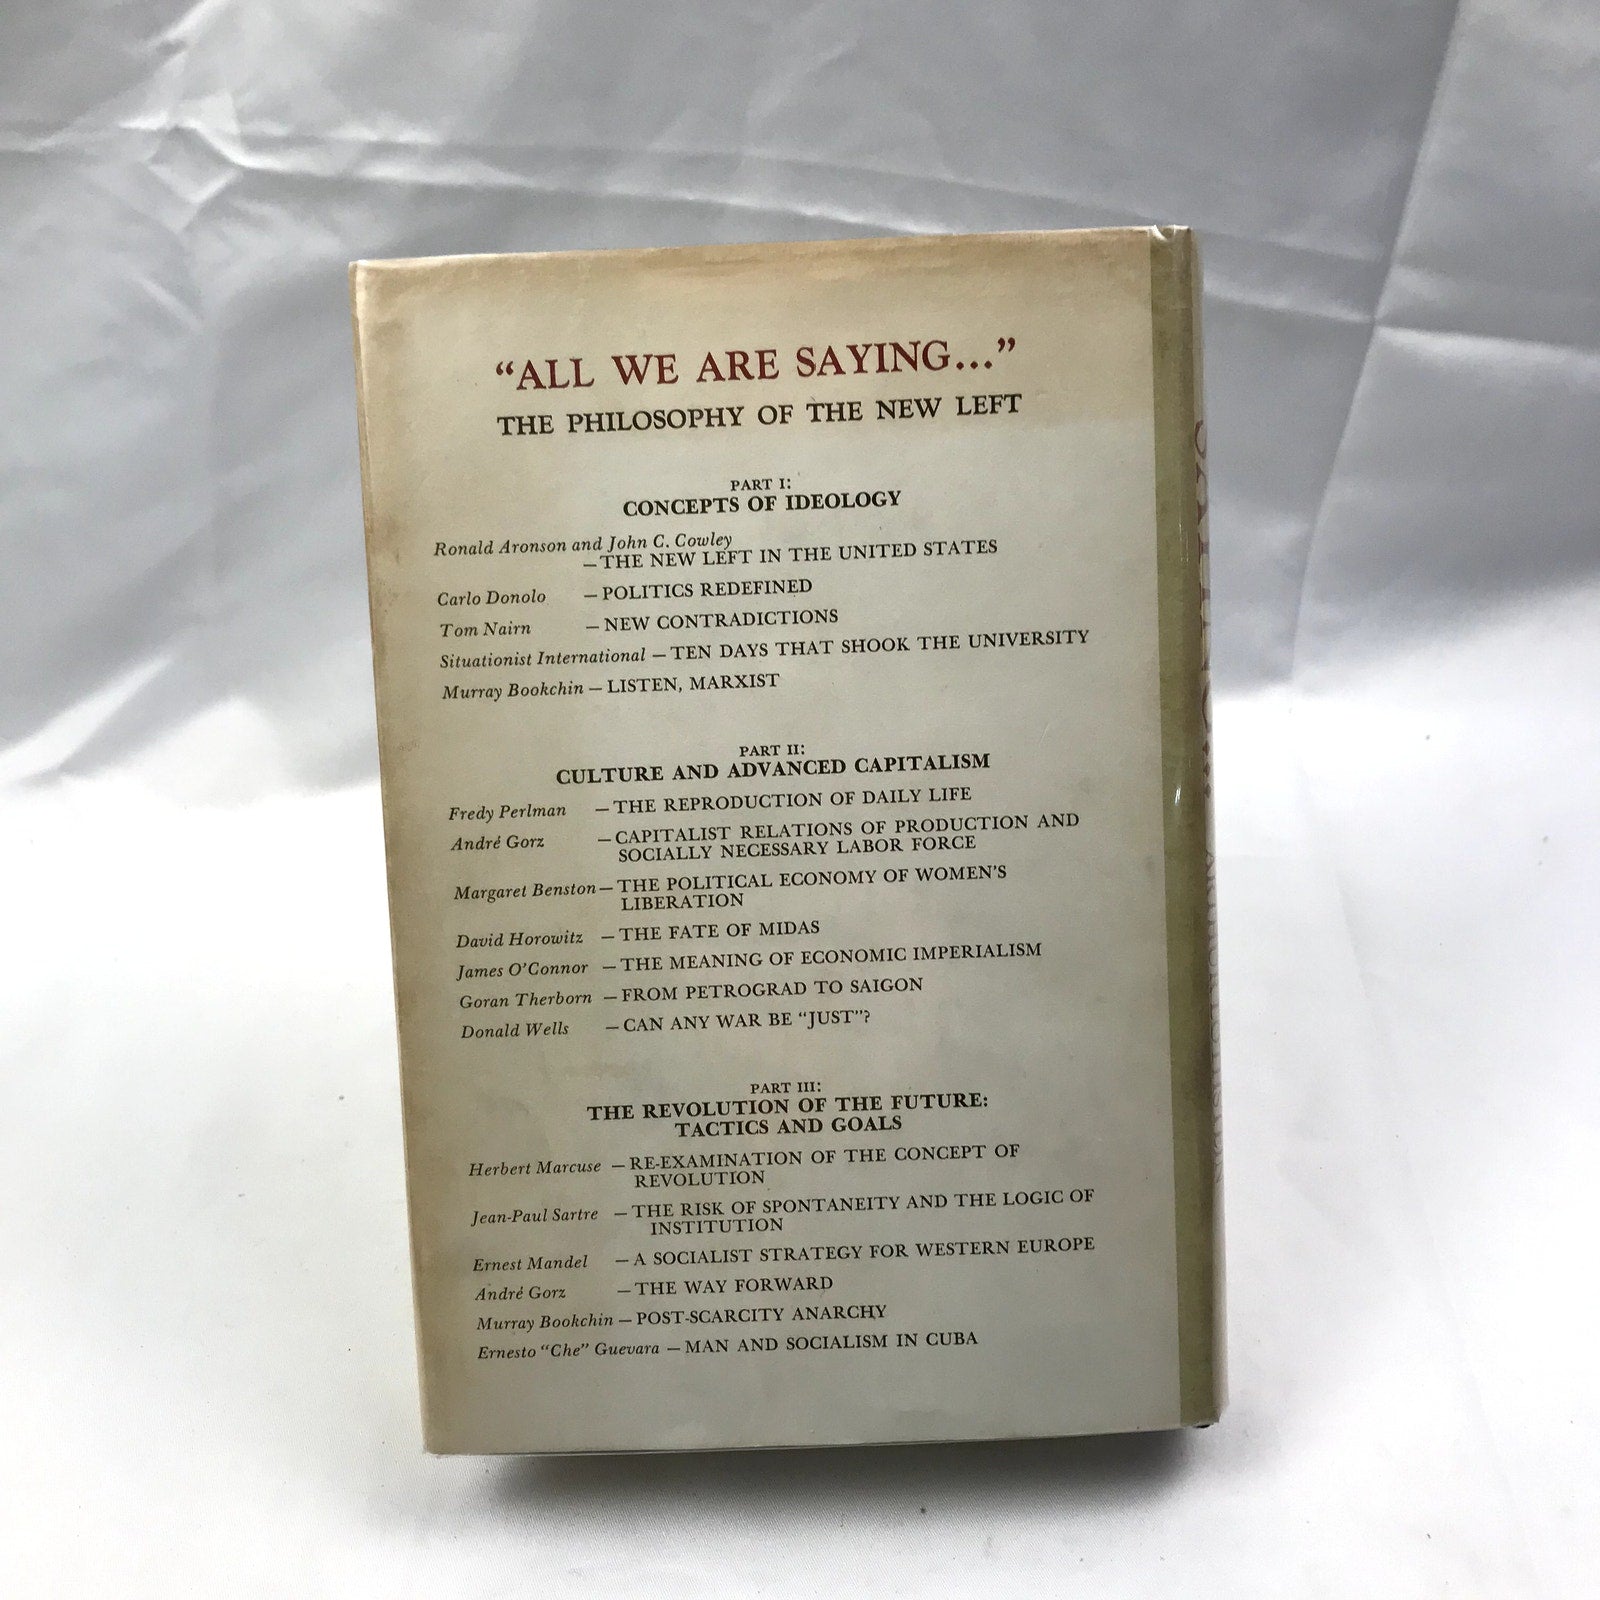 "ALL WE ARE SAYING..."
THE PHILOSOPHY OF THE NEW LEFT
PART I:
CONCEPTS OF IDEOLOGY
Ronald Aronson and John C. Cowley
—THE NEW LEFT IN THE UNITED STATES
Carlo Donolo — POLITICS REDEFINED
Tom Nairn — NEW CONTRADICTIONS
Situationist International — TEN DAYS THAT SHOOK THE UNIVERSITY
Murray Bookchin — LISTEN, MARXIST
PART II:
CULTURE AND ADVANCED CAPITALISM
Fredy Perlman — THE REPRODUCTION OF DAILY LIFE
André Gorz — CAPITALIST RELATIONS OF PRODUCTION AND
SOCIALLY NECESSARY LABOR FORCE
Margaret Benston — THE POLITICAL ECONOMY OF WOMEN'S
LIBERATION
David Horowitz — THE FATE OF MIDAS
James O'Connor — THE MEANING OF ECONOMIC IMPERIALISM
Goran Therborn — FROM PETROGRAD TO SAIGON
Donald Wells — CAN ANY WAR BE "JUST"?
PART III:
THE REVOLUTION OF THE FUTURE:
TACTICS AND GOALS
Herbert Marcuse — RE-EXAMINATION OF THE CONCEPT OF
REVOLUTION
Jean-Paul Sartre — THE RISK OF SPONTANEITY AND THE LOGIC OF
INSTITUTION
Ernest Mandel — A SOCIALIST STRATEGY FOR WESTERN EUROPE
André Gorz — THE WAY FORWARD
Murray Bookchin — POST-SCARCITY ANARCHY
Ernesto "Che" Guevara — MAN AND SOCIALISM IN CUBA